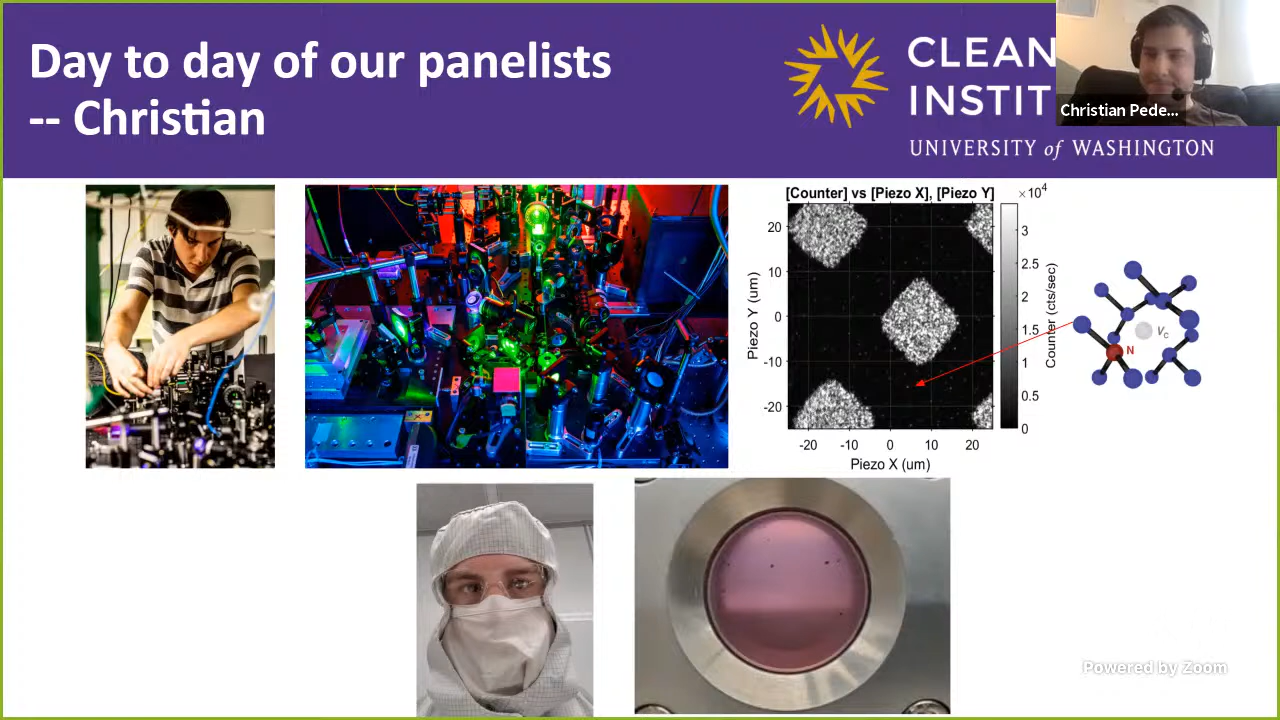 Day to day of our panelists
-- Christian
CLEAN
INSTIT
UNIVERSITY of WASHINGTON
Christian Pede...
[Counter] vs [Piezo X], [Piezo Y]
×10⁴
20
10
0
-10
-20
Piezo Y (um)
-20
-10
0
10
20
Piezo X (um)
3
2.5
2
1.5
1
0.5
0
Counter (cts/sec)
Vc
N
Powered by Zoom